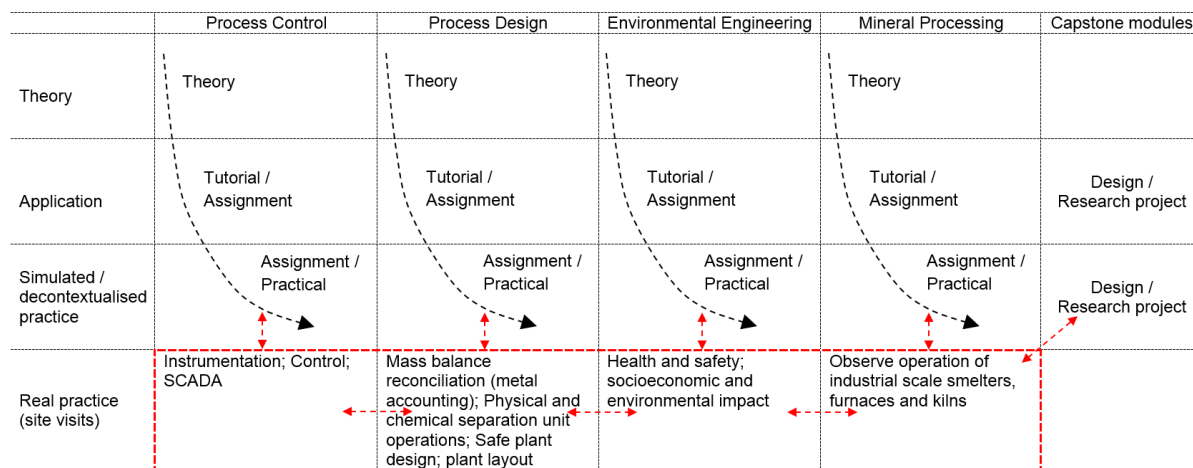 Process Control
Process Design
Environmental Engineering
Mineral Processing
Capstone modules
Theory
Theory
Theory
Theory
Theory
Application
Tutorial /
Assignment
Tutorial /
Assignment
Tutorial /
Assignment
Tutorial /
Assignment
Design /
Research project
Simulated /
decontextualised
practice
Assignment /
Practical
Assignment /
Practical
Assignment /
Practical
Assignment /
Practical
Design /
Research project
Real practice
(site visits)
Instrumentation; Control;
SCADA
Mass balance
reconciliation (metal
accounting); Physical and
chemical separation unit
operations; Safe plant
design; plant layout
Health and safety;
socioeconomic and
environmental impact
Observe operation of
industrial scale smelters,
furnaces and kilns